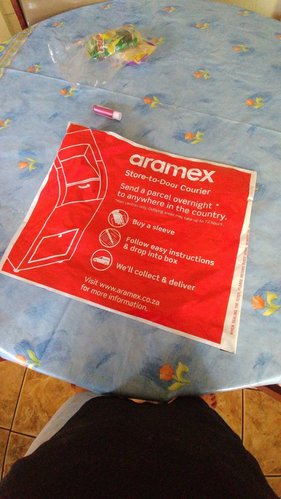 aramex
Store-to-Door Courier
Send a parcel overnight *
to anywhere in the country.
Buy a sleeve
Follow easy instructions
& drop into box
We'll collect & deliver
Visit www.aramex.co.za
for more information.